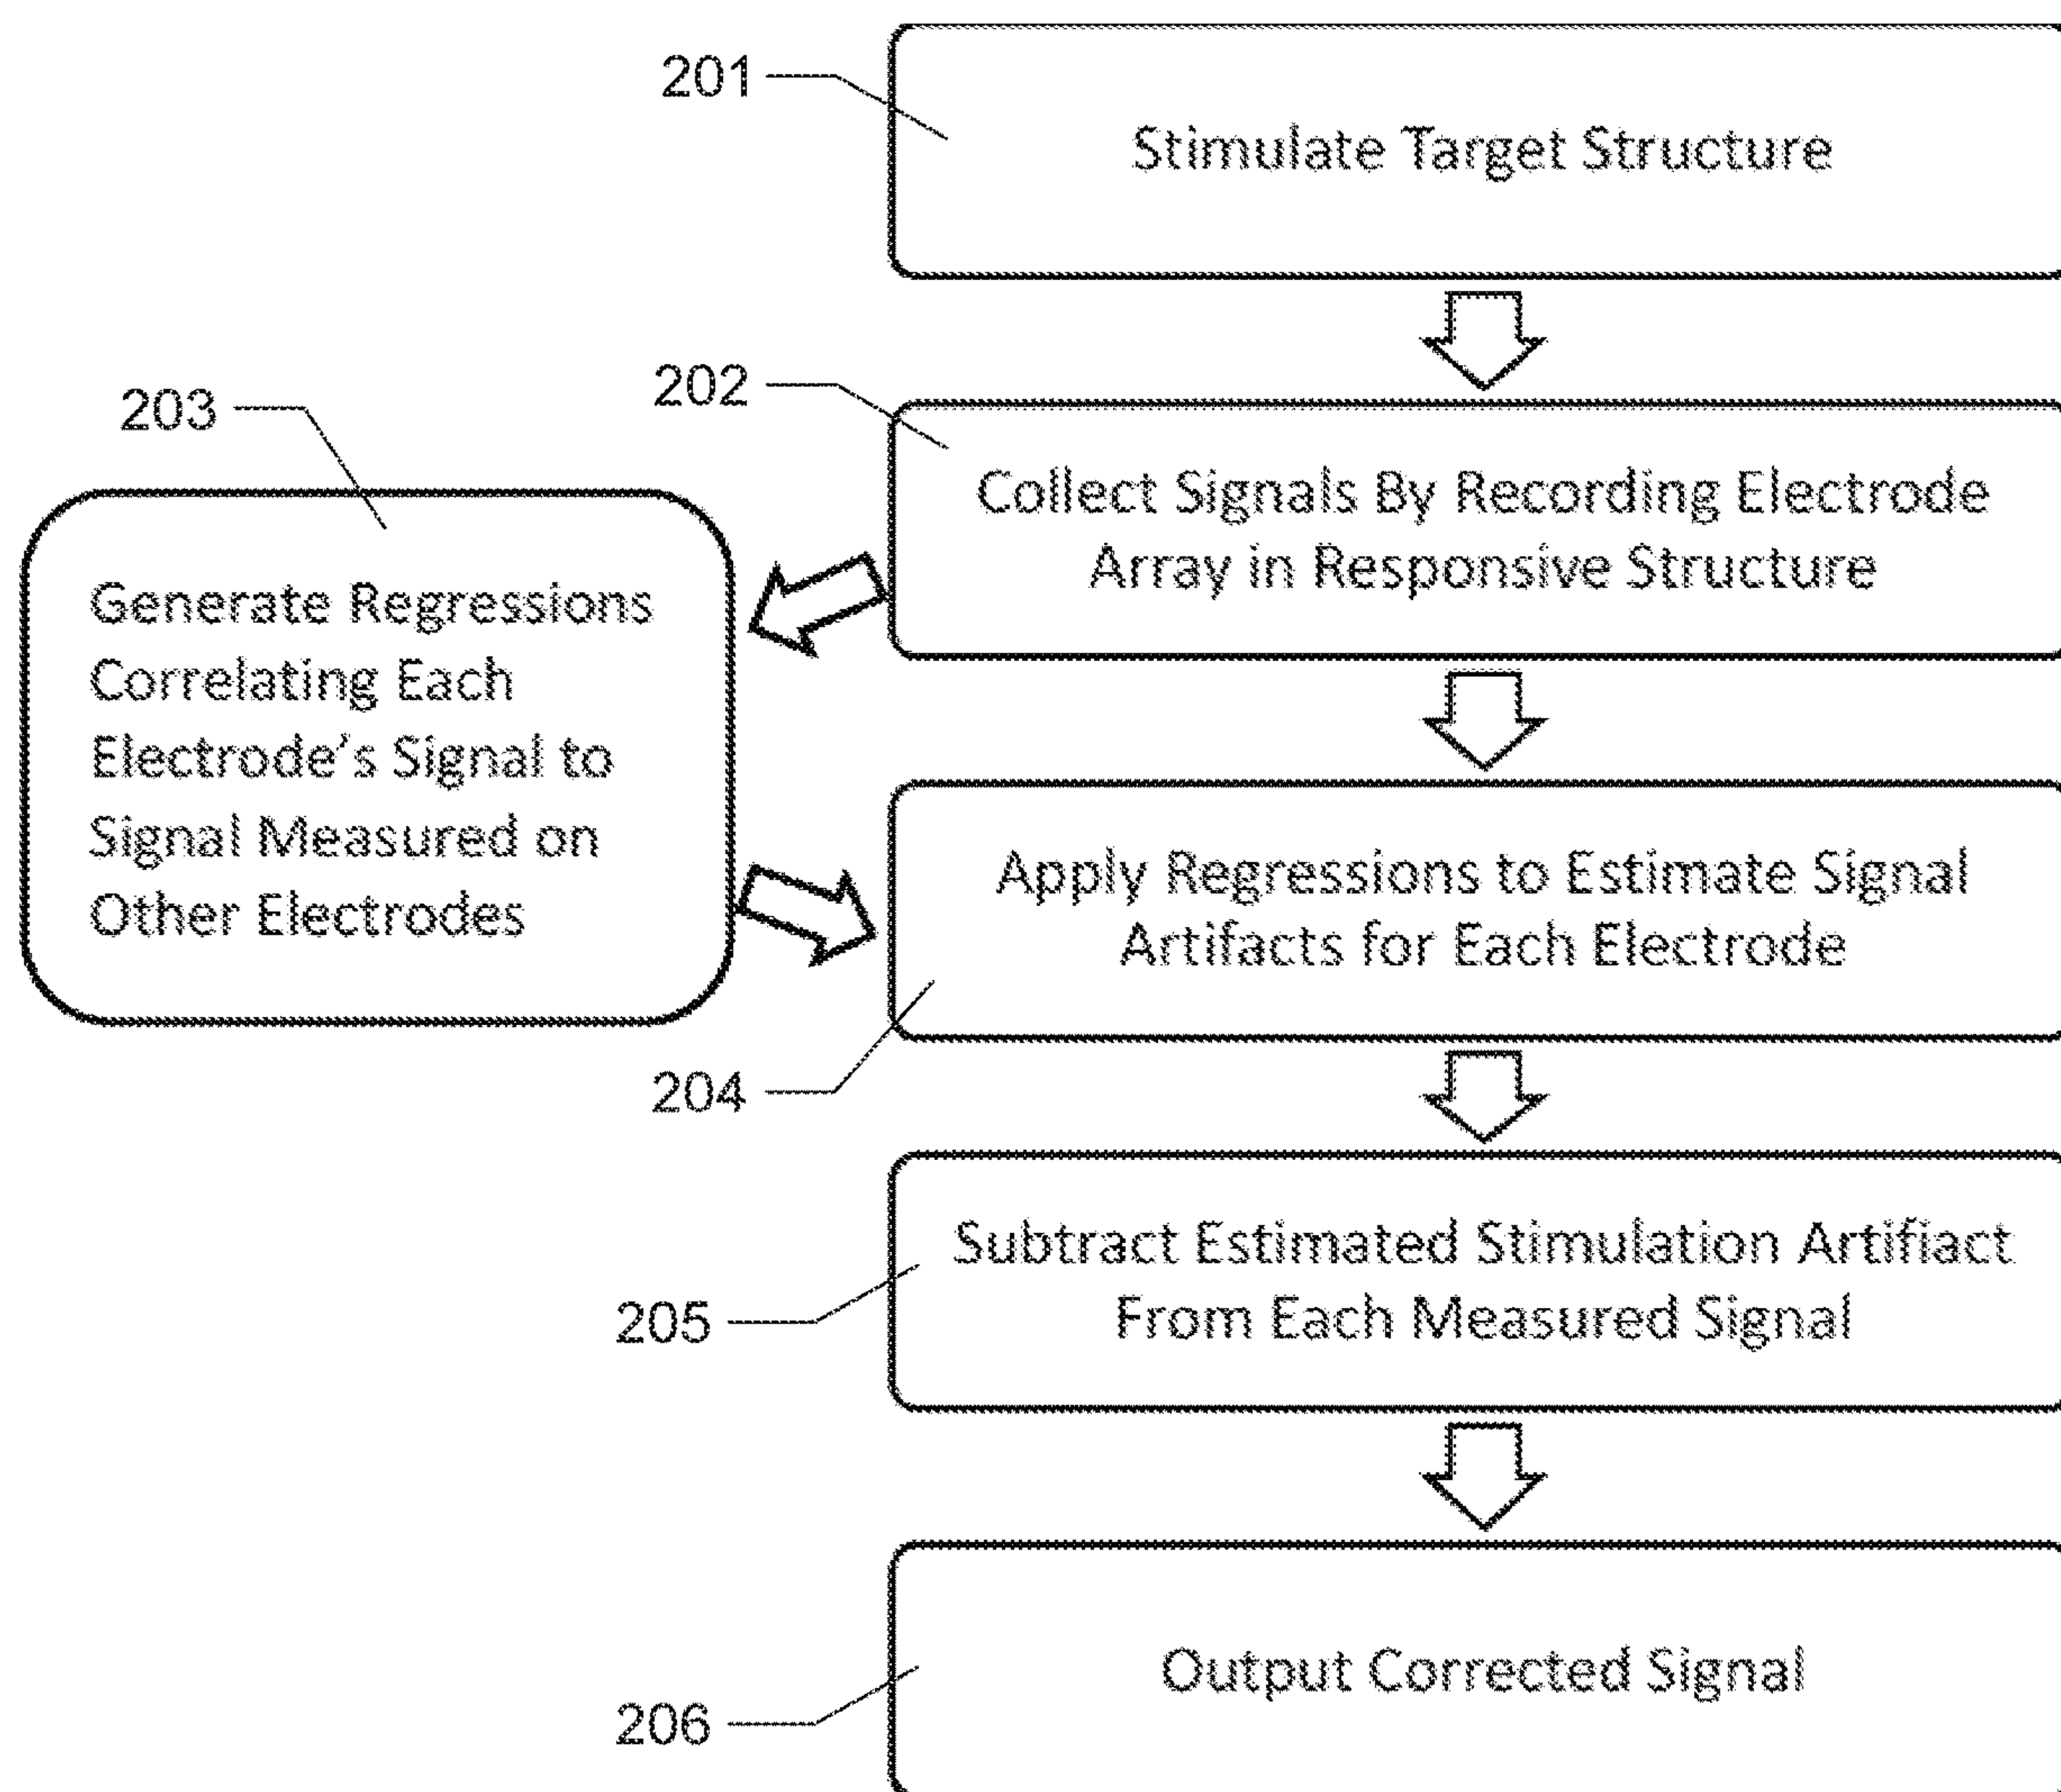 201
Stimulate Target Structure
202
Collect Signals By Recording Electrode
Array in Responsive Structure
203
Generate Regressions
Correlating Each
Electrode's Signal to
Signal Measured on
Other Electrodes
Apply Regressions to Estimate Signal
Artifacts for Each Electrode
204
Subtract Estimated Stimulation Artifiact
From Each Measured Signal
205
Output Corrected Signal
206